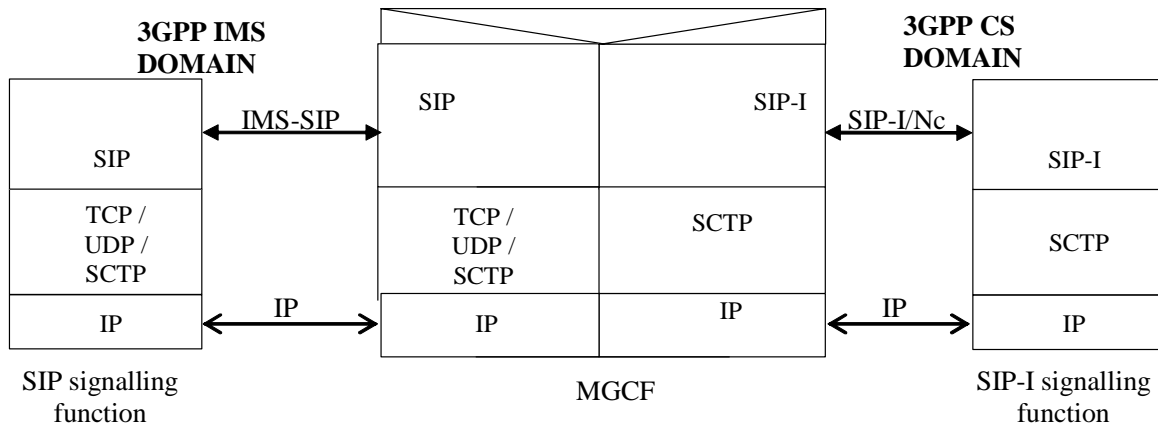 3GPP IMS
DOMAIN
3GPP CS
DOMAIN
SIP
SIP-I
IMS-SIP
SIP-I/Nc
SIP
SIP-I
TCP /
UDP /
SCTP
TCP /
UDP /
SCTP
SCTP
SCTP
IP
IP
IP
IP
IP
IP
SIP signalling
function
MGCF
SIP-I signalling
function